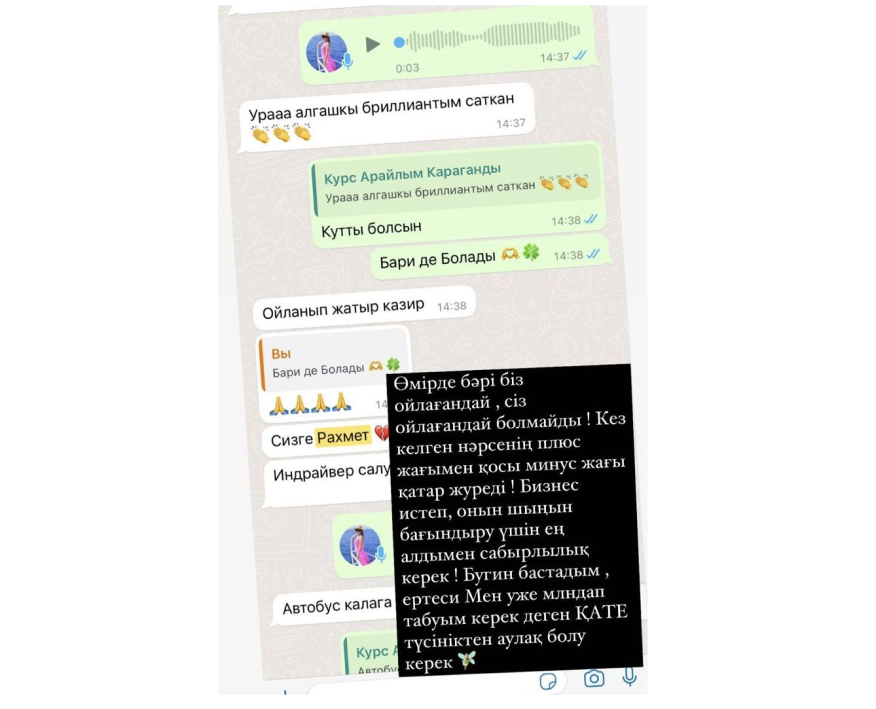 14:37
0:03
Урааа алгашкы бриллиантым саткан
👏👏👏
14:37
Курс Арайлым Караганды
Урааа алгашкы бриллиантым саткан 👏👏👏
Кутты болсын
14:38
Бари де Болады 🫶🍀
14:38
Ойланып жатыр казир
14:38
Вы
Бари де Болады 🫶🍀
🙏🙏🙏🙏
14
Сизге Рахмет 💔
Индрайвер салу
Автобус калага
Курс А
Автобу
Өмірде бәрі біз
ойлағандай , сіз
ойлағандай болмайды ! Кез
келген нәрсенің плюс
жағымен қосы минус жағы
қатар журеді ! Бизнес
истеп, онын шыңын
бағындыру үшін ең
алдымен сабырлылық
керек ! Бугин бастадым ,
ертеси Мен уже млндап
табуым керек деген ҚАТЕ
түсініктен аулақ болу
керек 🧚